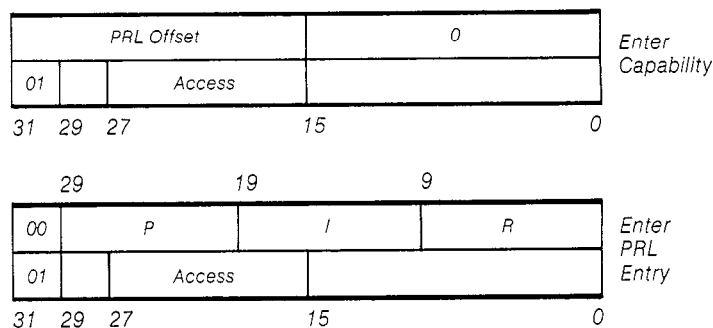 PRL Offset 0
Enter
Capability
01 Access
31 29 27 15 0
29 19 9
00 P I R
Enter
PRL
Entry
01 Access
31 29 27 15 0